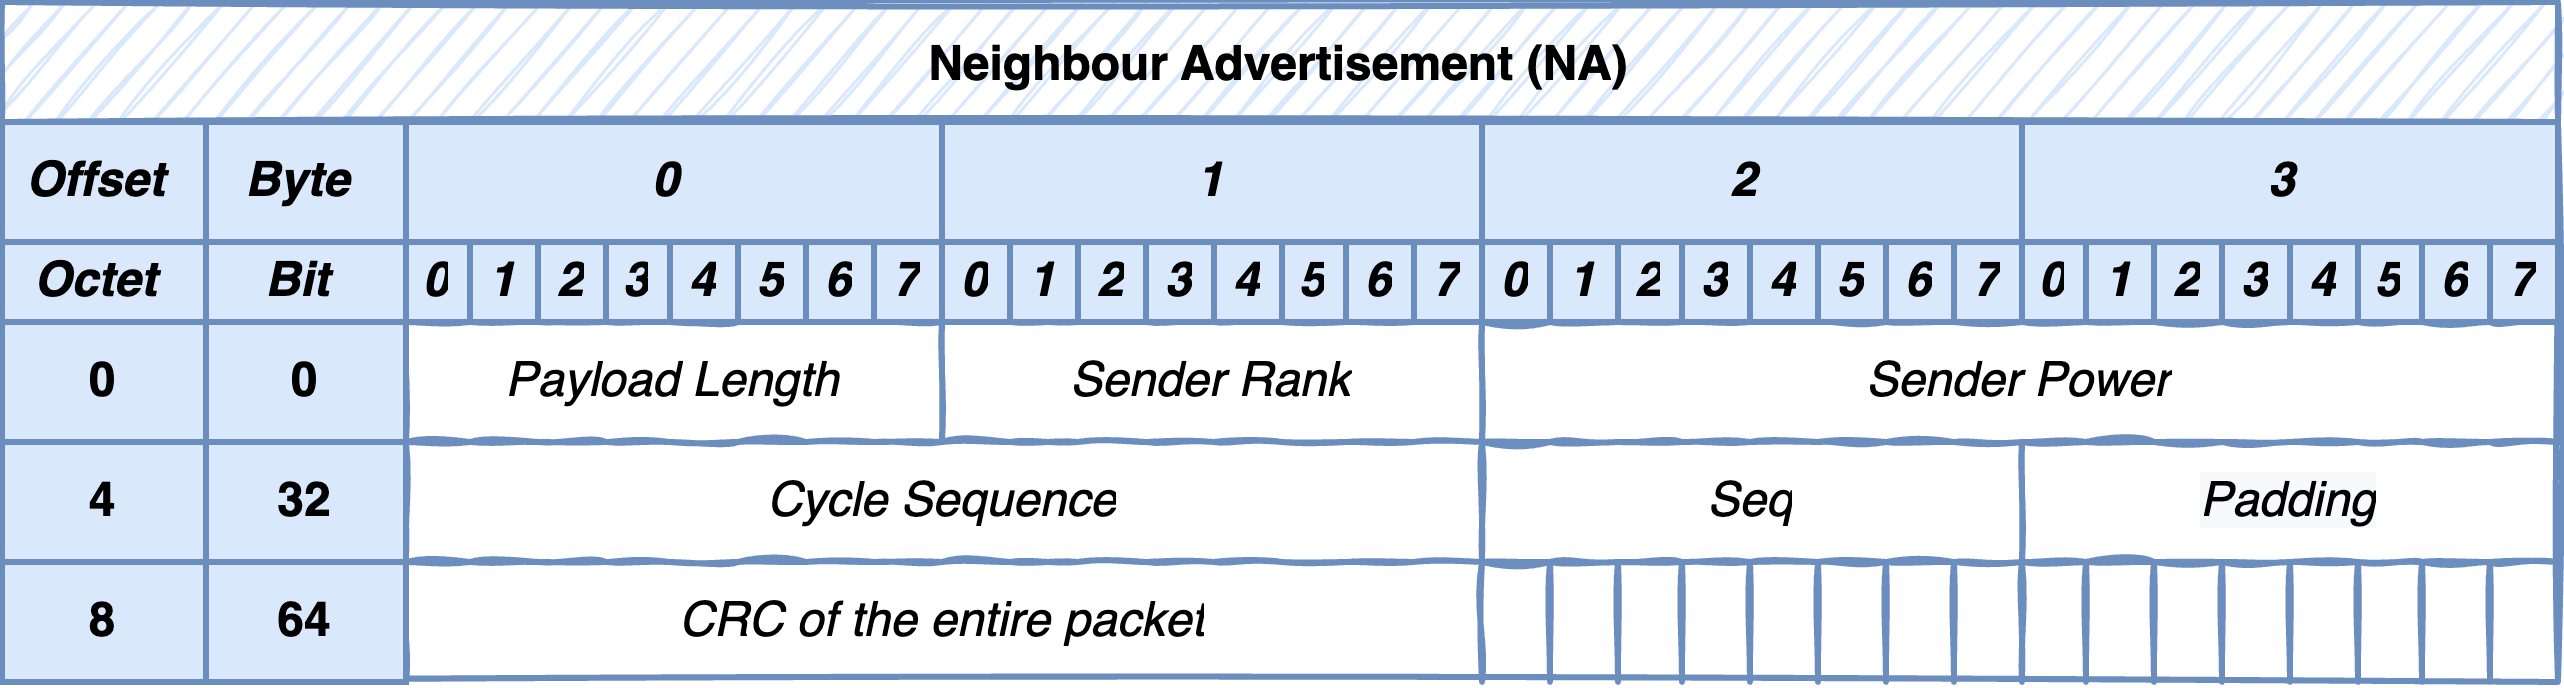 Neighbour Advertisement (NA)
Offset Byte 0 1 2 3
Octet Bit 0 1 2 3 4 5 6 7 0 1 2 3 4 5 6 7 0 1 2 3 4 5 6 7 0 1 2 3 4 5 6 7
0 0 Payload Length Sender Rank Sender Power
4 32 Cycle Sequence Seq Padding
8 64 CRC of the entire packet